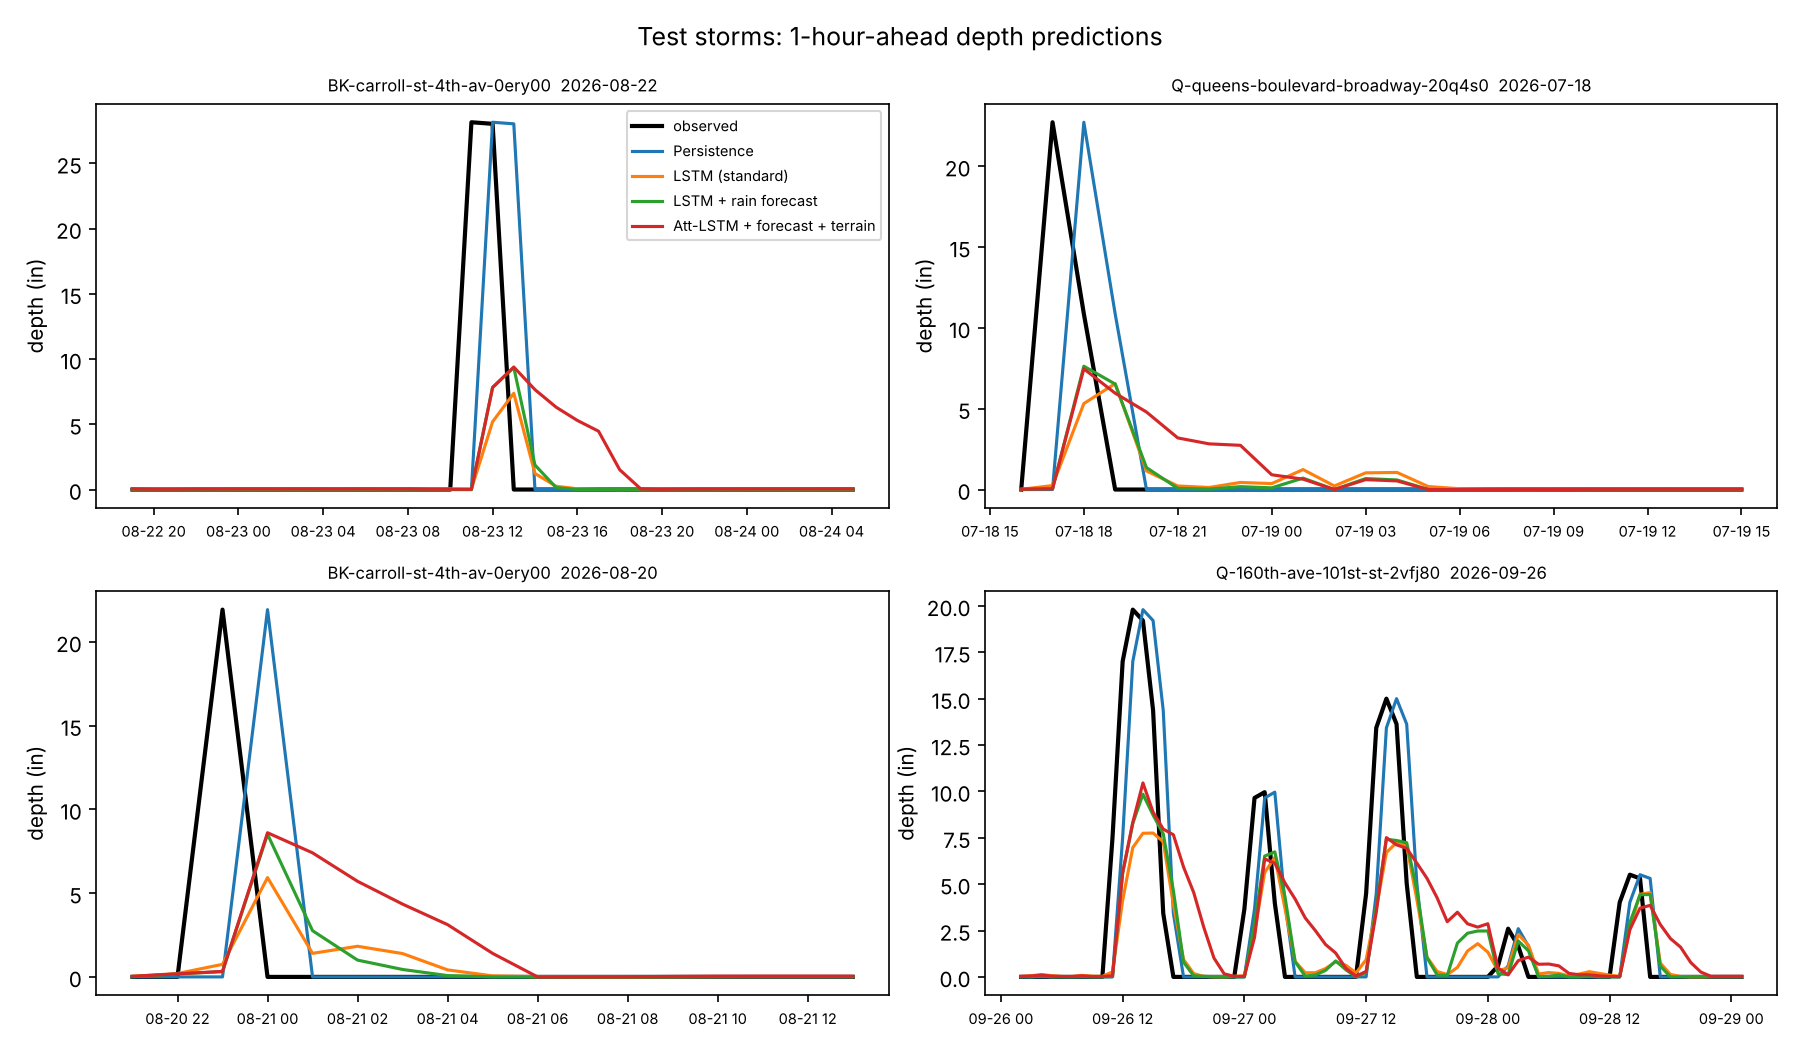 Test storms: 1-hour-ahead depth predictions
BK-carroll-st-4th-av-0ery00  2026-08-22
depth (in)
25
20
15
10
5
0
observed
Persistence
LSTM (standard)
LSTM + rain forecast
Att-LSTM + forecast + terrain
08-22 20 08-23 00 08-23 04 08-23 08 08-23 12 08-23 16 08-23 20 08-24 00 08-24 04
Q-queens-boulevard-broadway-20q4s0  2026-07-18
depth (in)
20
15
10
5
0
07-18 15 07-18 18 07-18 21 07-19 00 07-19 03 07-19 06 07-19 09 07-19 12 07-19 15
BK-carroll-st-4th-av-0ery00  2026-08-20
depth (in)
20
15
10
5
0
08-20 22 08-21 00 08-21 02 08-21 04 08-21 06 08-21 08 08-21 10 08-21 12
Q-160th-ave-101st-st-2vfj80  2026-09-26
depth (in)
20.0
17.5
15.0
12.5
10.0
7.5
5.0
2.5
0.0
09-26 00 09-26 12 09-27 00 09-27 12 09-28 00 09-28 12 09-29 00